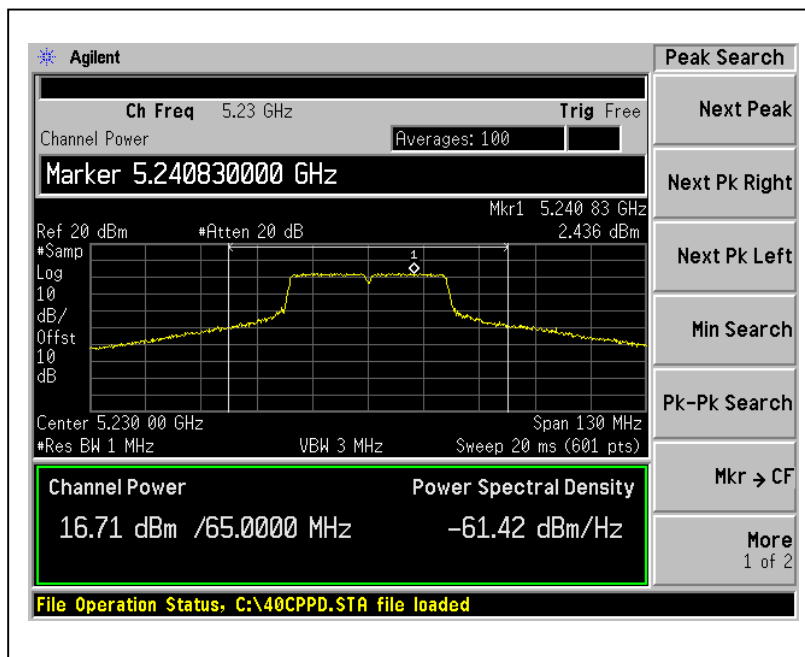 Agilent
Peak Search
Ch Freq 5.23 GHz Trig Free
Channel Power Averages: 100
Marker 5.240830000 GHz
Mkr1 5.240 83 GHz
Ref 20 dBm #Atten 20 dB 2.436 dBm
#Samp
Log
10
dB/
Offst
10
dB
1
Center 5.230 00 GHz Span 130 MHz
#Res BW 1 MHz VBW 3 MHz Sweep 20 ms (601 pts)
Channel Power Power Spectral Density
16.71 dBm /65.0000 MHz -61.42 dBm/Hz
File Operation Status, C:\40CPPD.STA file loaded
Next Peak
Next Pk Right
Next Pk Left
Min Search
Pk-Pk Search
Mkr → CF
More
1 of 2